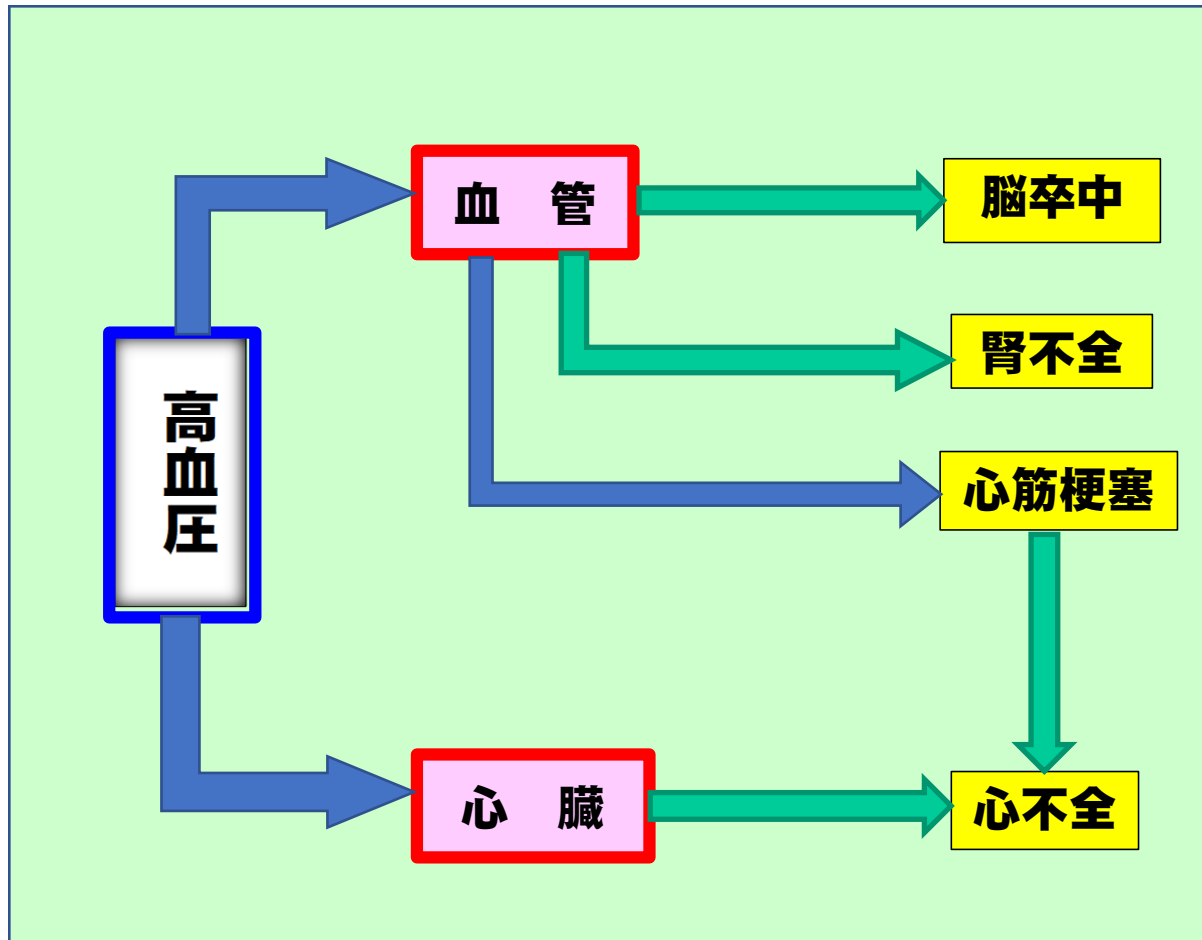 高血圧
血　管
脳卒中
腎不全
心筋梗塞
心　臓
心不全